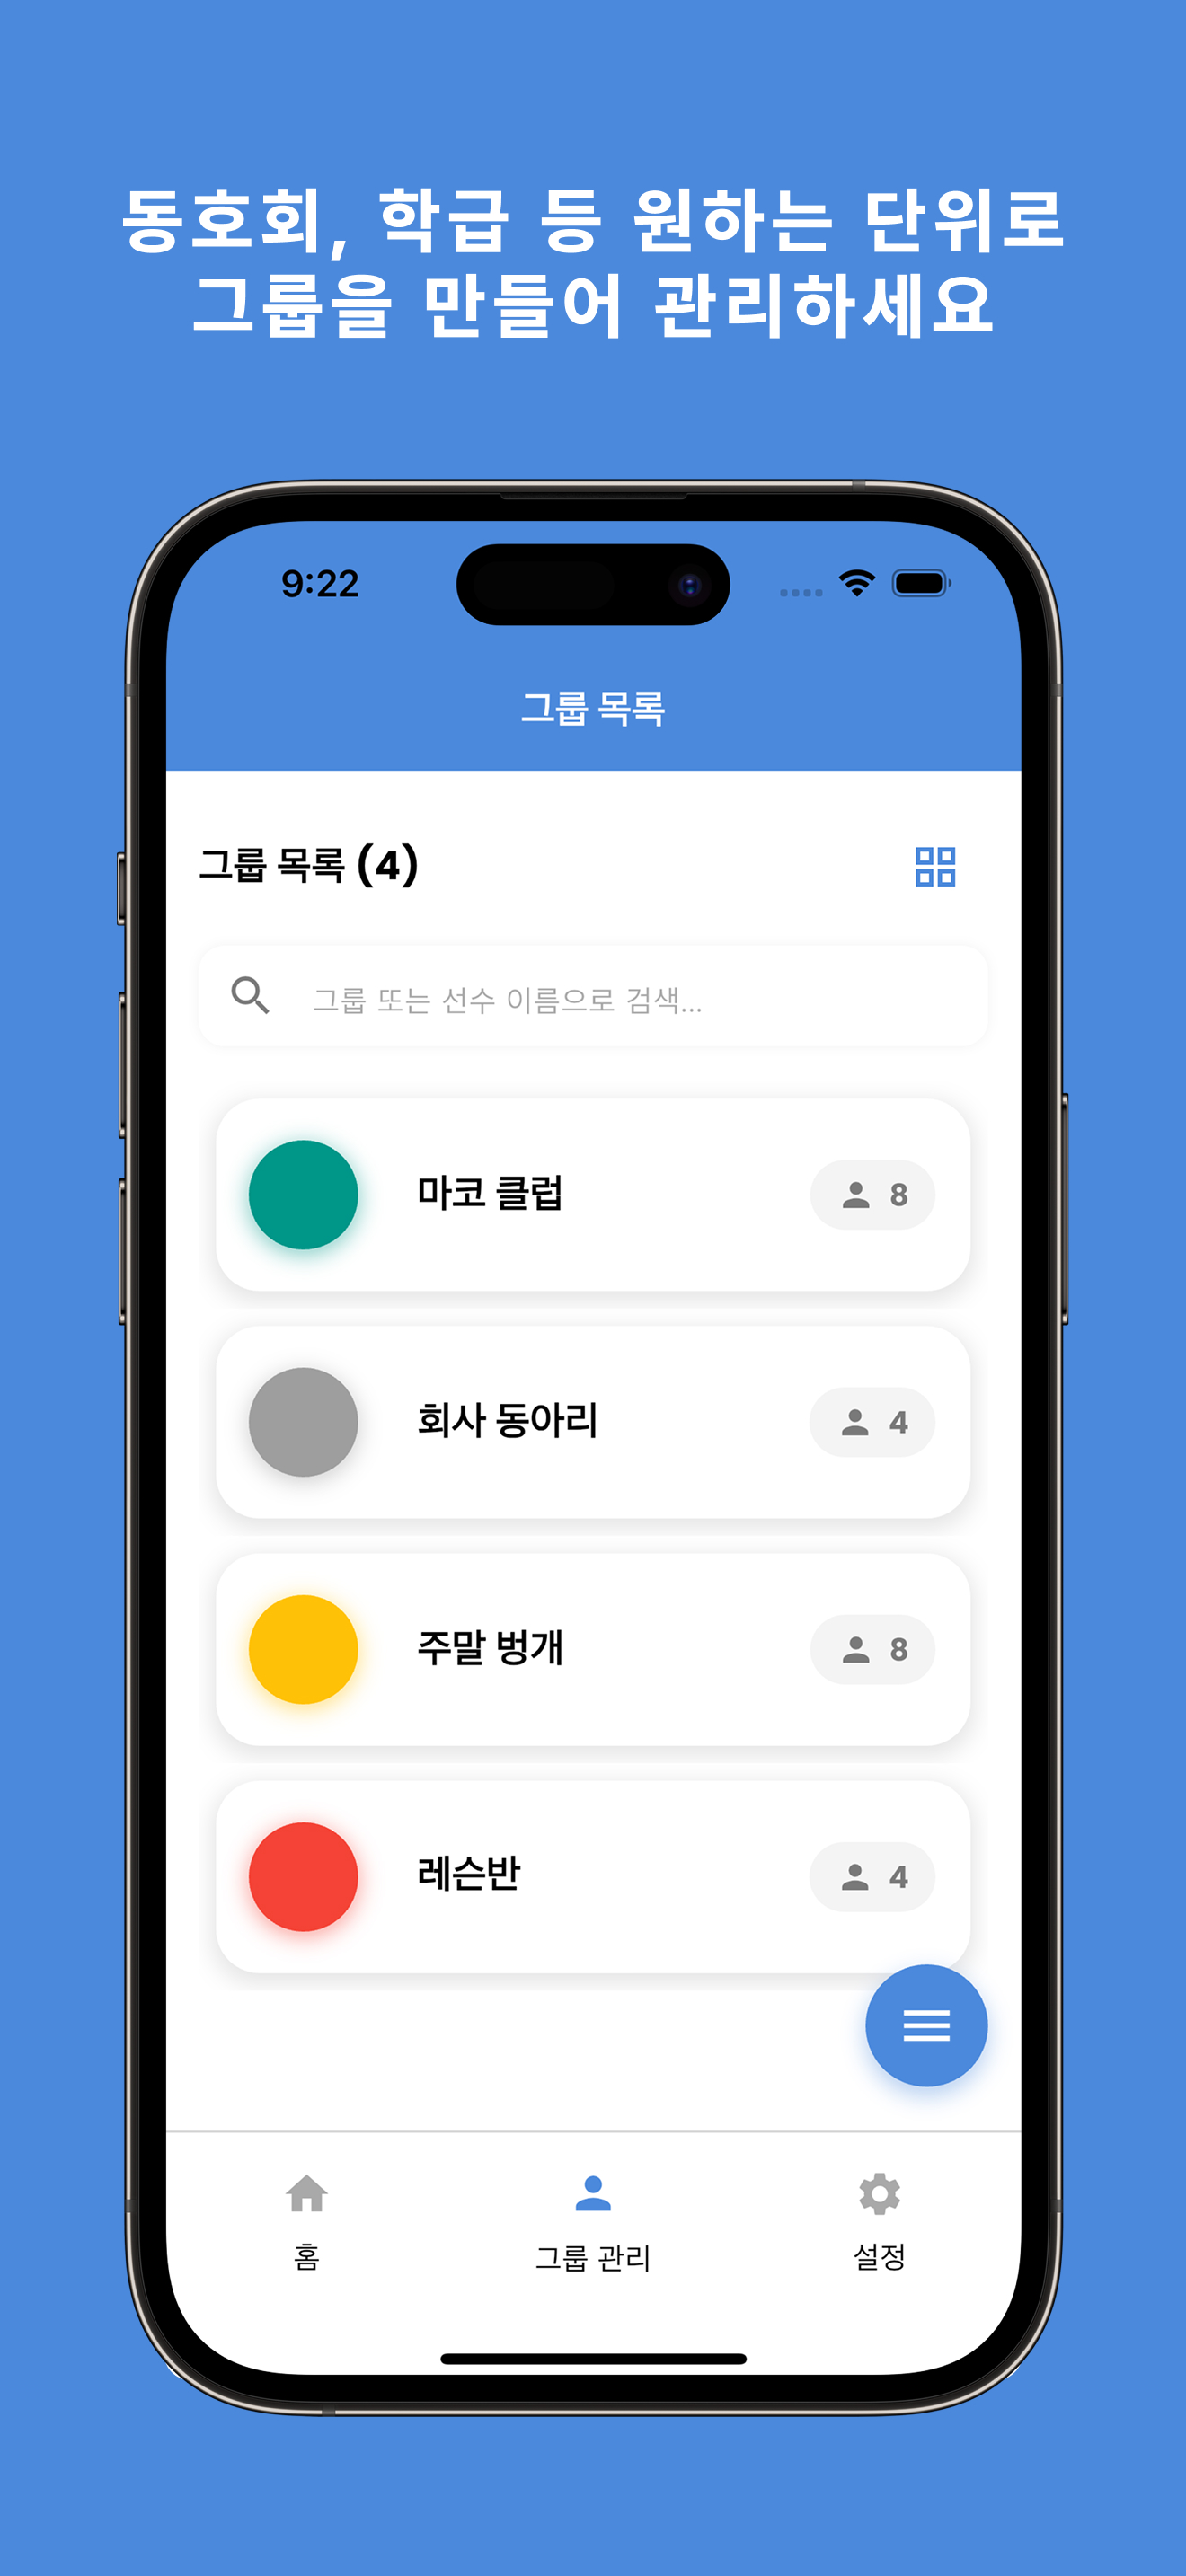 동호회, 학급 등 원하는 단위로
그룹을 만들어 관리하세요
9:22
그룹 목록
그룹 목록 (4)
그룹 또는 선수 이름으로 검색...
마코 클럽
8
회사 동아리
4
주말 벙개
8
레슨반
4
홈
그룹 관리
설정